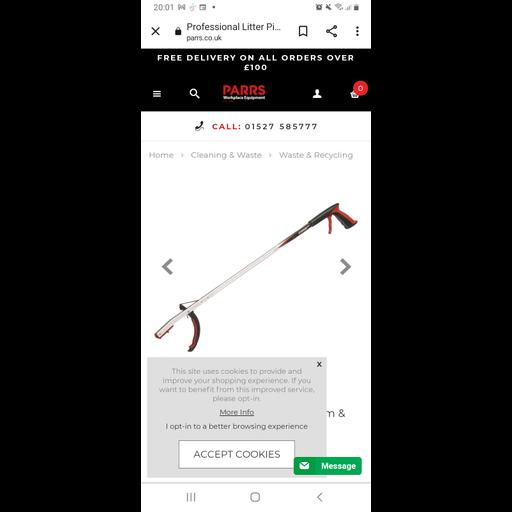 20:01
Professional Litter Pi...
parrs.co.uk
FREE DELIVERY ON ALL ORDERS OVER
£100
PARRS
Workplace Equipment
0
CALL: 01527 585777
Home › Cleaning & Waste › Waste & Recycling
x
This site uses cookies to provide and
improve your shopping experience. If you
want to benefit from this improved service,
please opt-in.
More Info
I opt-in to a better browsing experience
m &
ACCEPT COOKIES
Message